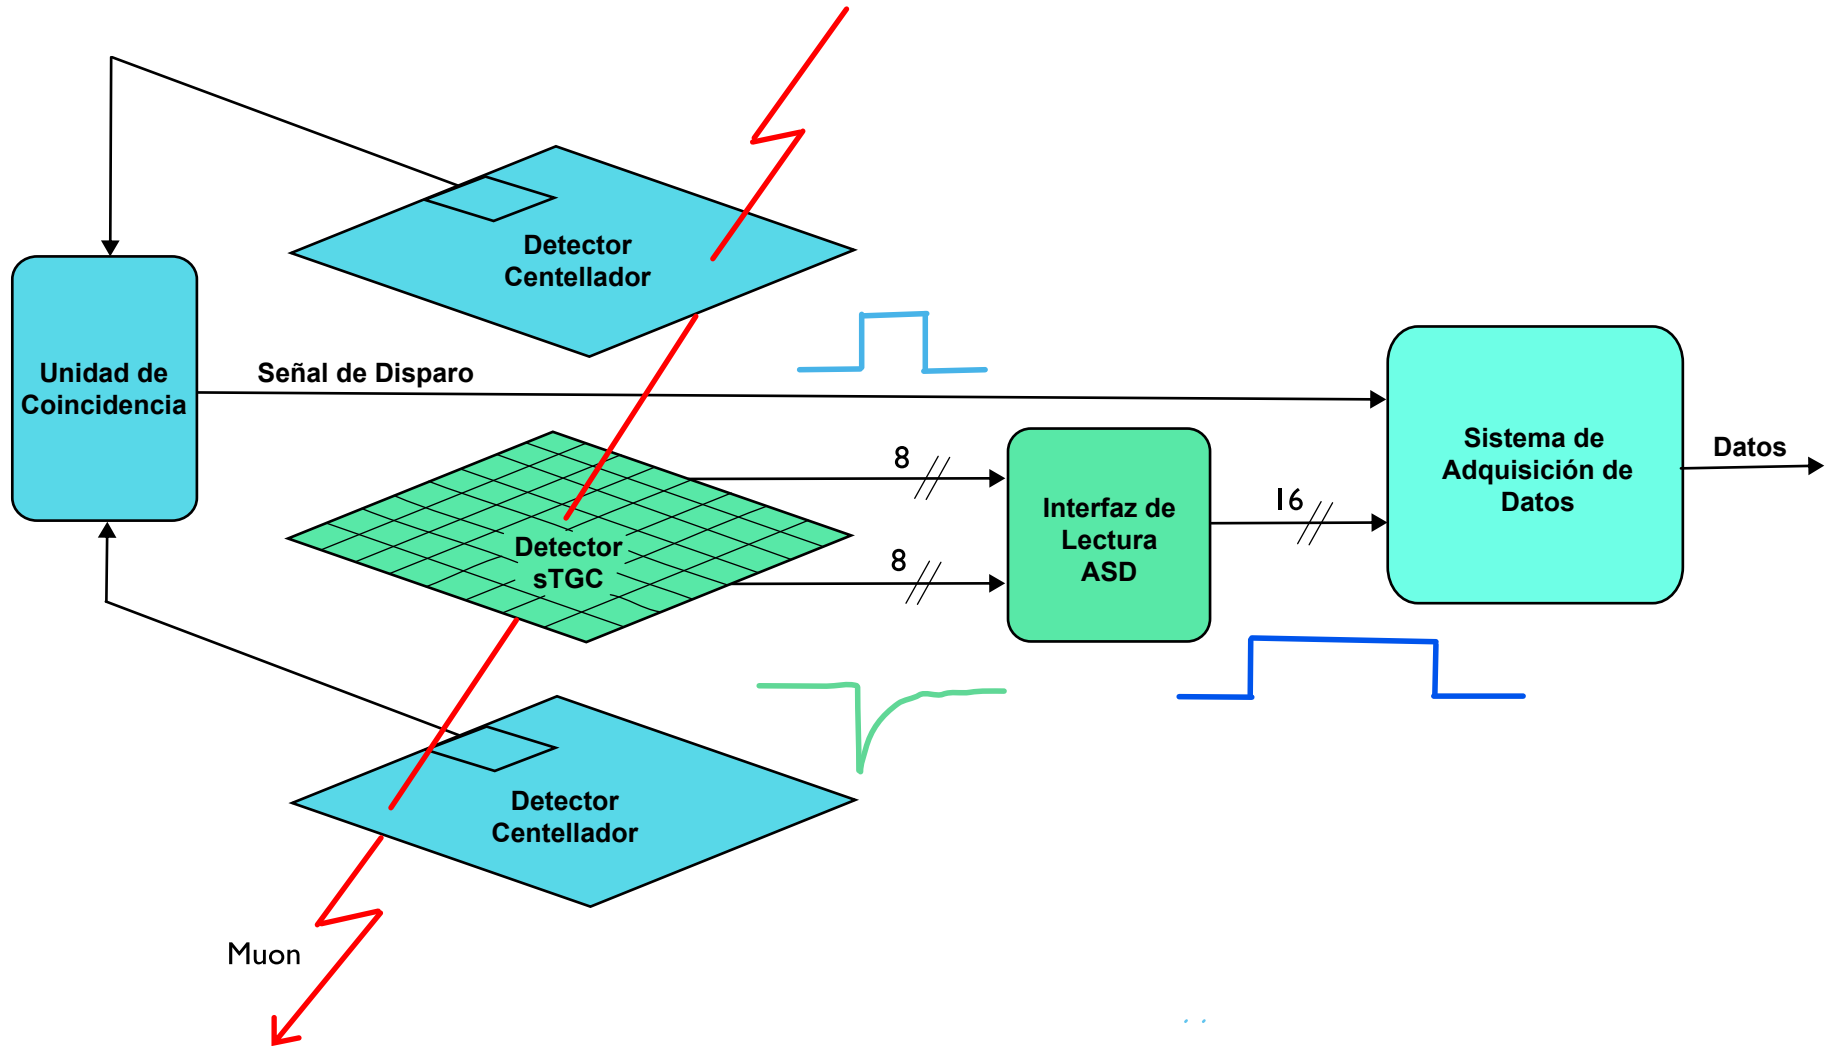 Detector
Centellador
Unidad de
Coincidencia
Señal de Disparo
Sistema de
Adquisición de
Datos
Datos
8
8
Interfaz de
Lectura
ASD
16
Detector
sTGC
Detector
Centellador
Muon